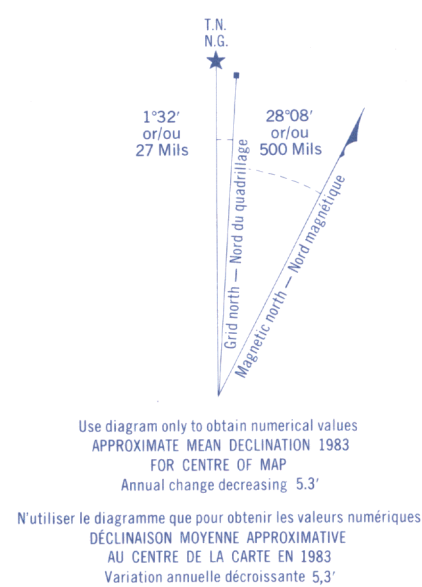 T.N.
N.G.
1°32′
or/ou
27 Mils
28°08′
or/ou
500 Mils
Grid north — Nord du quadrillage
Magnetic north — Nord magnétique
Use diagram only to obtain numerical values
APPROXIMATE MEAN DECLINATION 1983
FOR CENTRE OF MAP
Annual change decreasing 5.3′
N'utiliser le diagramme que pour obtenir les valeurs numériques
DÉCLINAISON MOYENNE APPROXIMATIVE
AU CENTRE DE LA CARTE EN 1983
Variation annuelle décroissante 5,3′